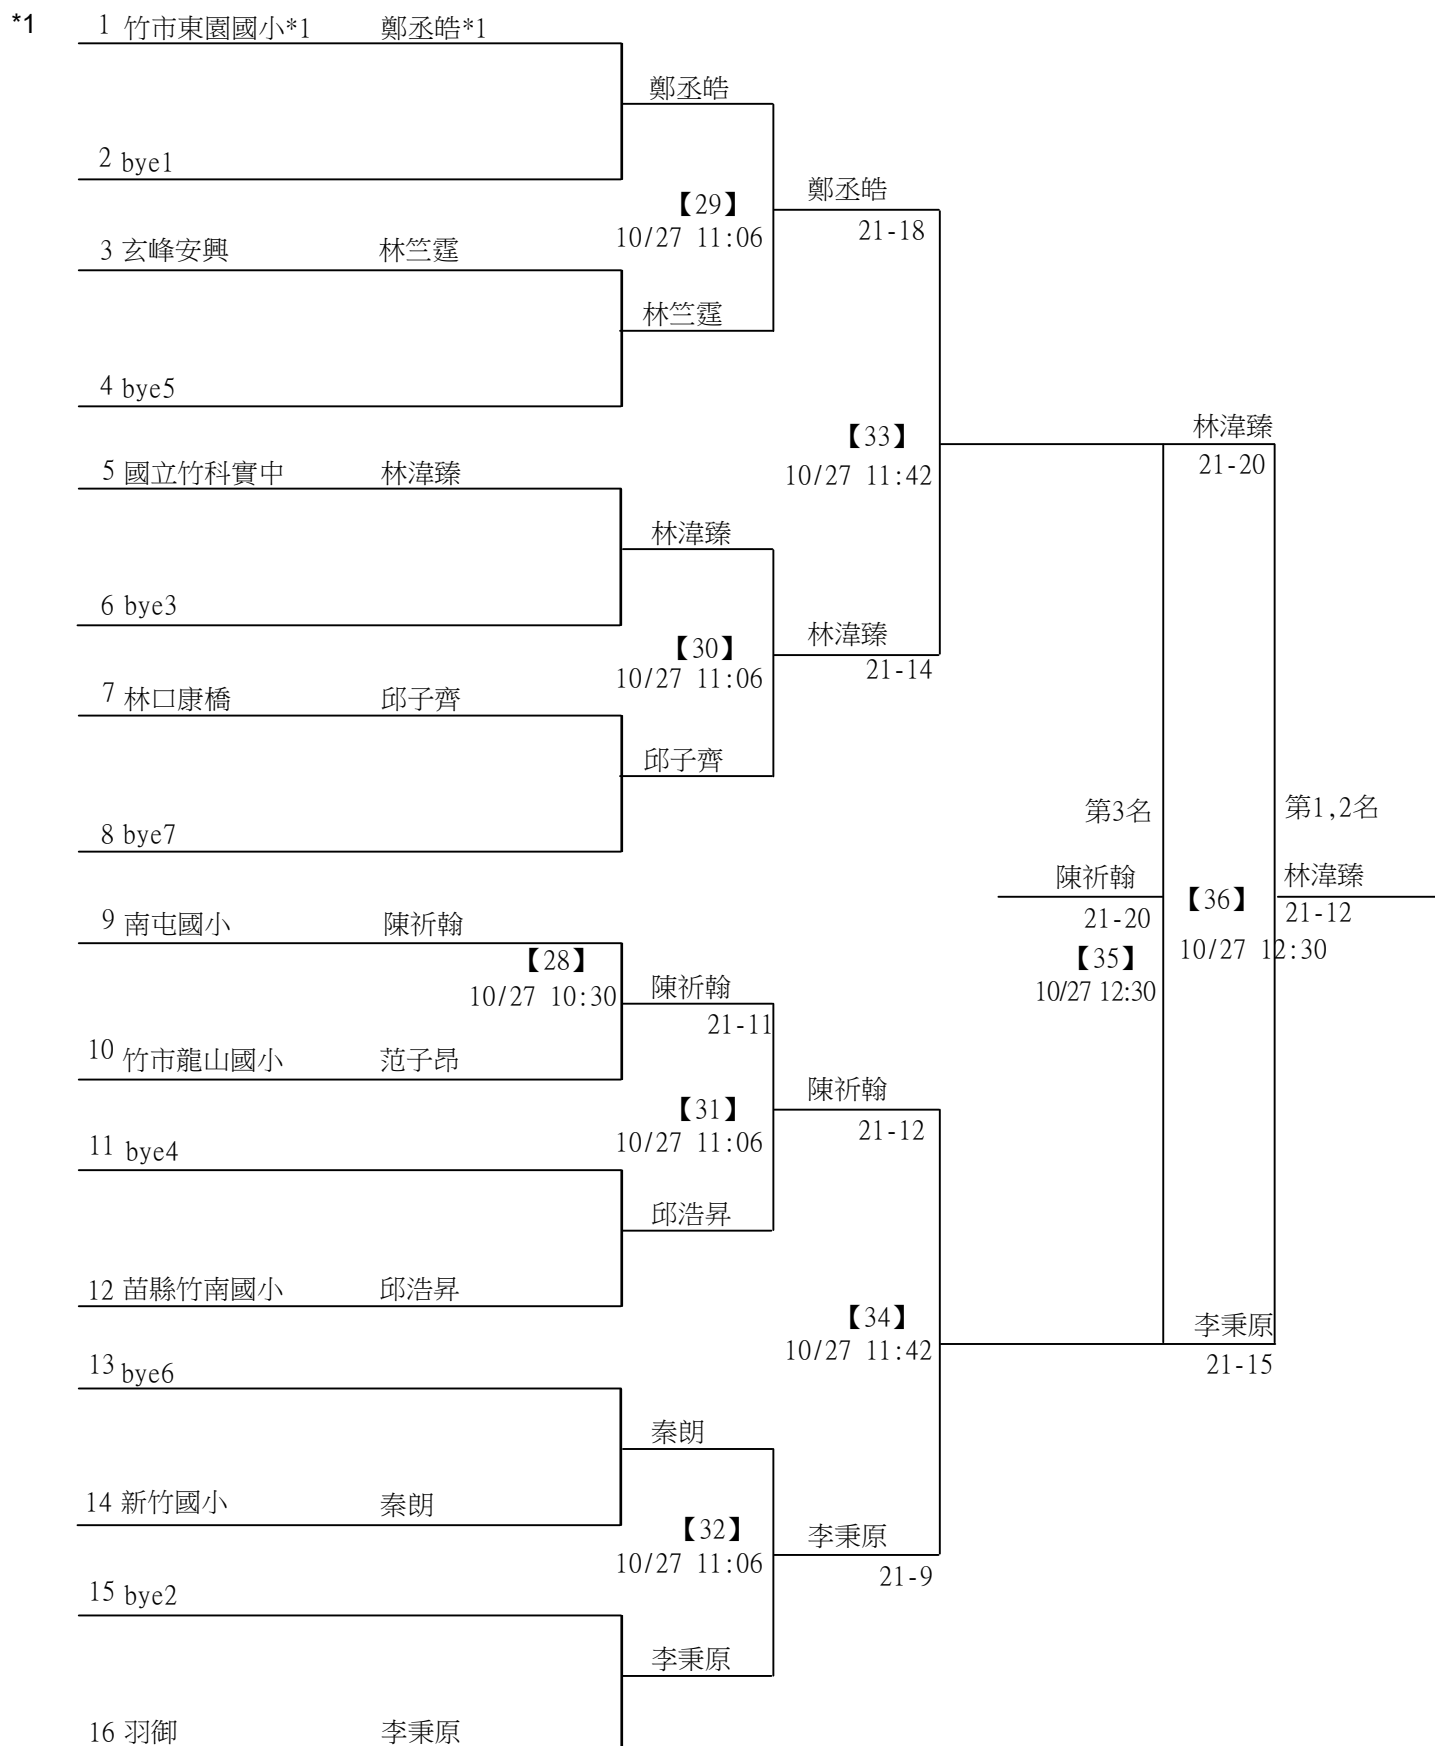 *1
1 竹市東園國小*1 鄭丞皓*1
鄭丞皓
2 bye1
鄭丞皓
【29】
21-18
10/27 11:06
3 玄峰安興 林竺霆
林竺霆
4 bye5
【33】
林湋臻
10/27 11:42
21-20
5 國立竹科實中 林湋臻
林湋臻
6 bye3
林湋臻
【30】
21-14
10/27 11:06
7 林口康橋 邱子齊
邱子齊
第3名
第1,2名
8 bye7
陳祈翰
林湋臻
【36】
21-20
21-12
9 南屯國小 陳祈翰
【28】
【35】
10/27 12:30
10/27 10:30
10/27 12:30
陳祈翰
21-11
10 竹市龍山國小 范子昂
陳祈翰
【31】
21-12
10/27 11:06
11 bye4
邱浩昇
12 苗縣竹南國小 邱浩昇
【34】
李秉原
10/27 11:42
21-15
13 bye6
秦朗
14 新竹國小 秦朗
【32】
李秉原
10/27 11:06
21-9
15 bye2
李秉原
16 羽御 李秉原